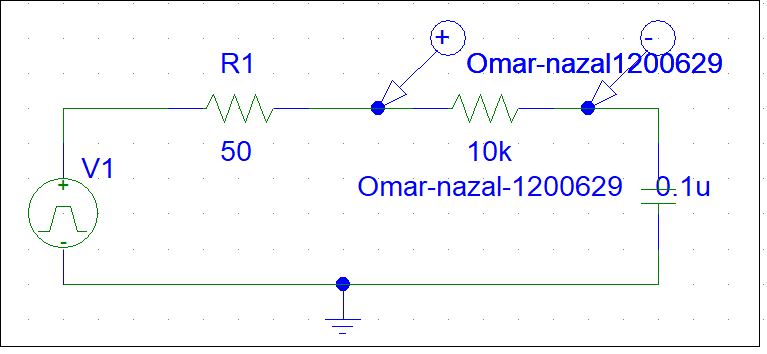 + -
R1 Omar-nazal1200629
50 10k
V1
Omar-nazal-1200629 0.1u
+
-